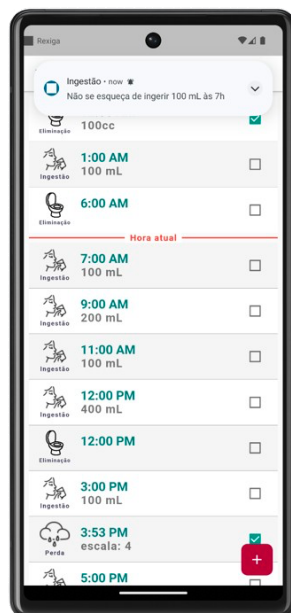 Rexiga
Ingestão • now
Não se esqueça de ingerir 100 mL às 7h
100cc
Eliminação
1:00 AM
100 mL
Ingestão
6:00 AM
Eliminação
Hora atual
7:00 AM
100 mL
Ingestão
9:00 AM
200 mL
Ingestão
11:00 AM
100 mL
Ingestão
12:00 PM
400 mL
Ingestão
12:00 PM
Eliminação
3:00 PM
100 mL
Ingestão
3:53 PM
escala: 4
Perda
+
5:00 PM